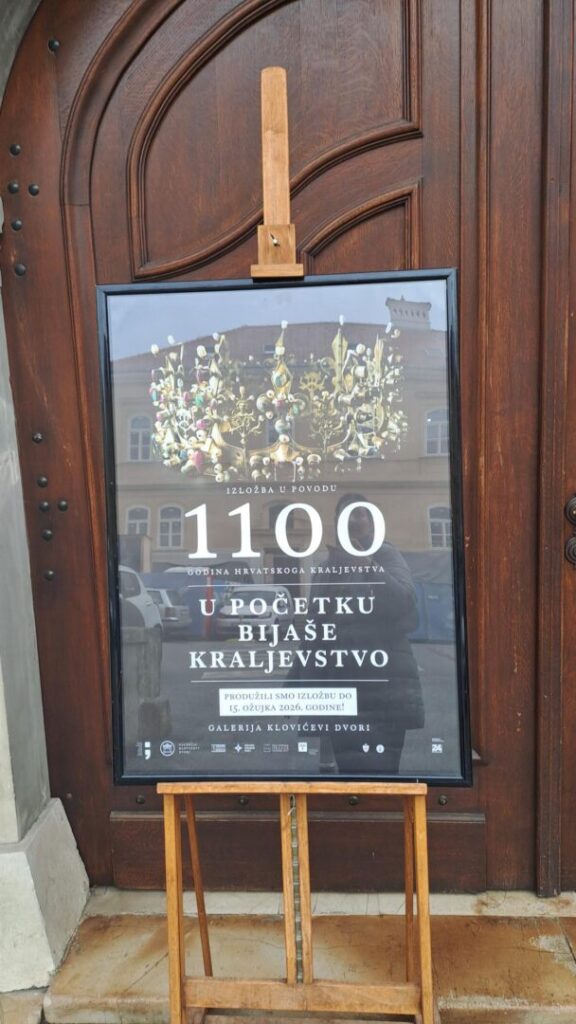 IZLOŽBA U POVODU
1100
GODINA HRVATSKOGA KRALJEVSTVA
U POČETKU
BIJAŠE
KRALJEVSTVO
PRODUŽILI SMO IZLOŽBU DO
15. OŽUJKA 2026. GODINE!
GALERIJA KLOVIĆEVI DVORI